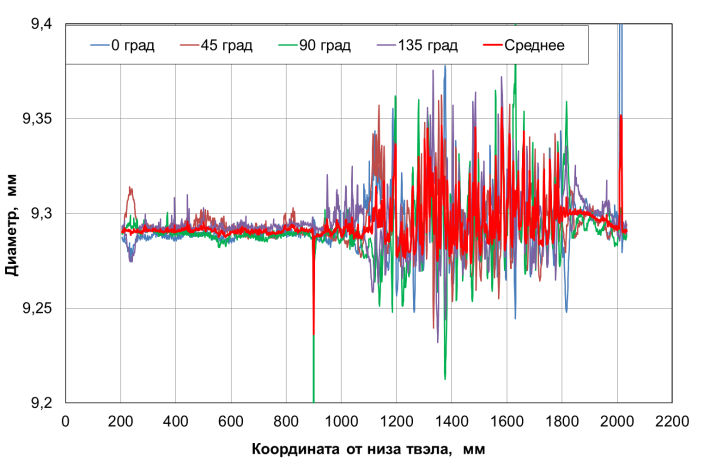 9,4
0 град 45 град 90 град 135 град Среднее
9,35
9,3
9,25
9,2
Диаметр, мм
0 200 400 600 800 1000 1200 1400 1600 1800 2000 2200
Координата от низа твэла, мм